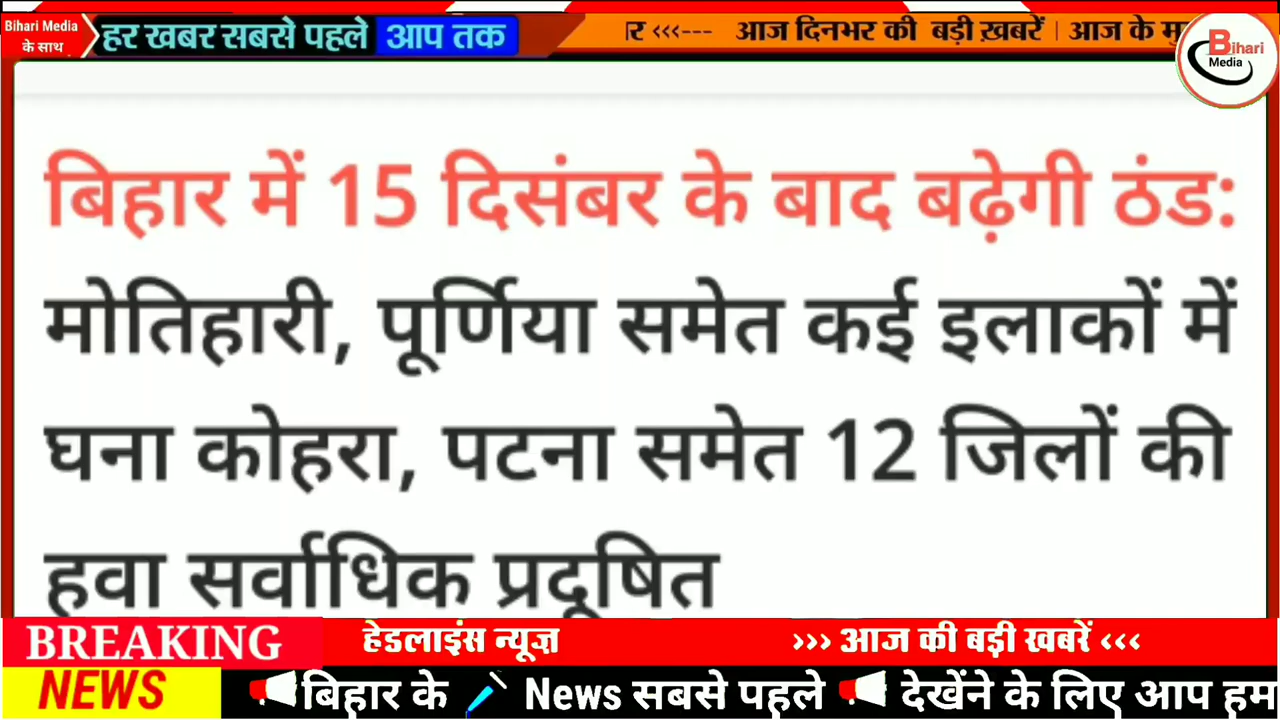 Bihari Media
के साथ
हर खबर सबसे पहले आप तक
<<<--- आज दिनभर की बड़ी ख़बरें | आज के
Bihari
Media
बिहार में 15 दिसंबर के बाद बढ़ेगी ठंड:
मोतिहारी, पूर्णिया समेत कई इलाकों में
घना कोहरा, पटना समेत 12 जिलों की
हवा सर्वाधिक प्रदूषित
BREAKING
NEWS
हेडलाइंस न्यूज़
>>> आज की बड़ी खबरें <<<
बिहार के News सबसे पहले देखेंने के लिए आप हम